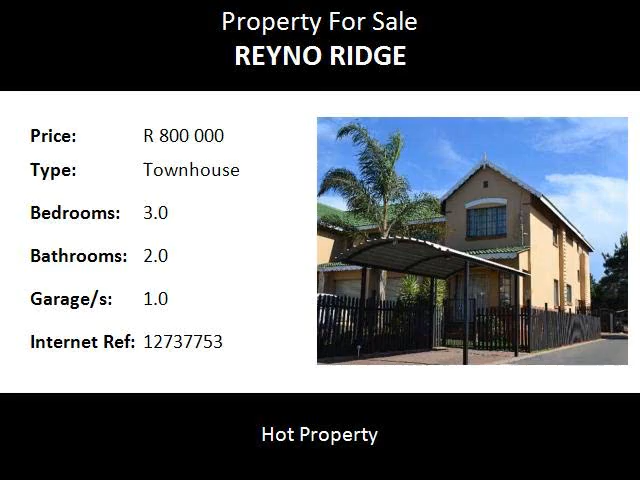 Property For Sale
REYNO RIDGE
Price: R 800 000
Type: Townhouse
Bedrooms: 3.0
Bathrooms: 2.0
Garage/s: 1.0
Internet Ref: 12737753
Hot Property